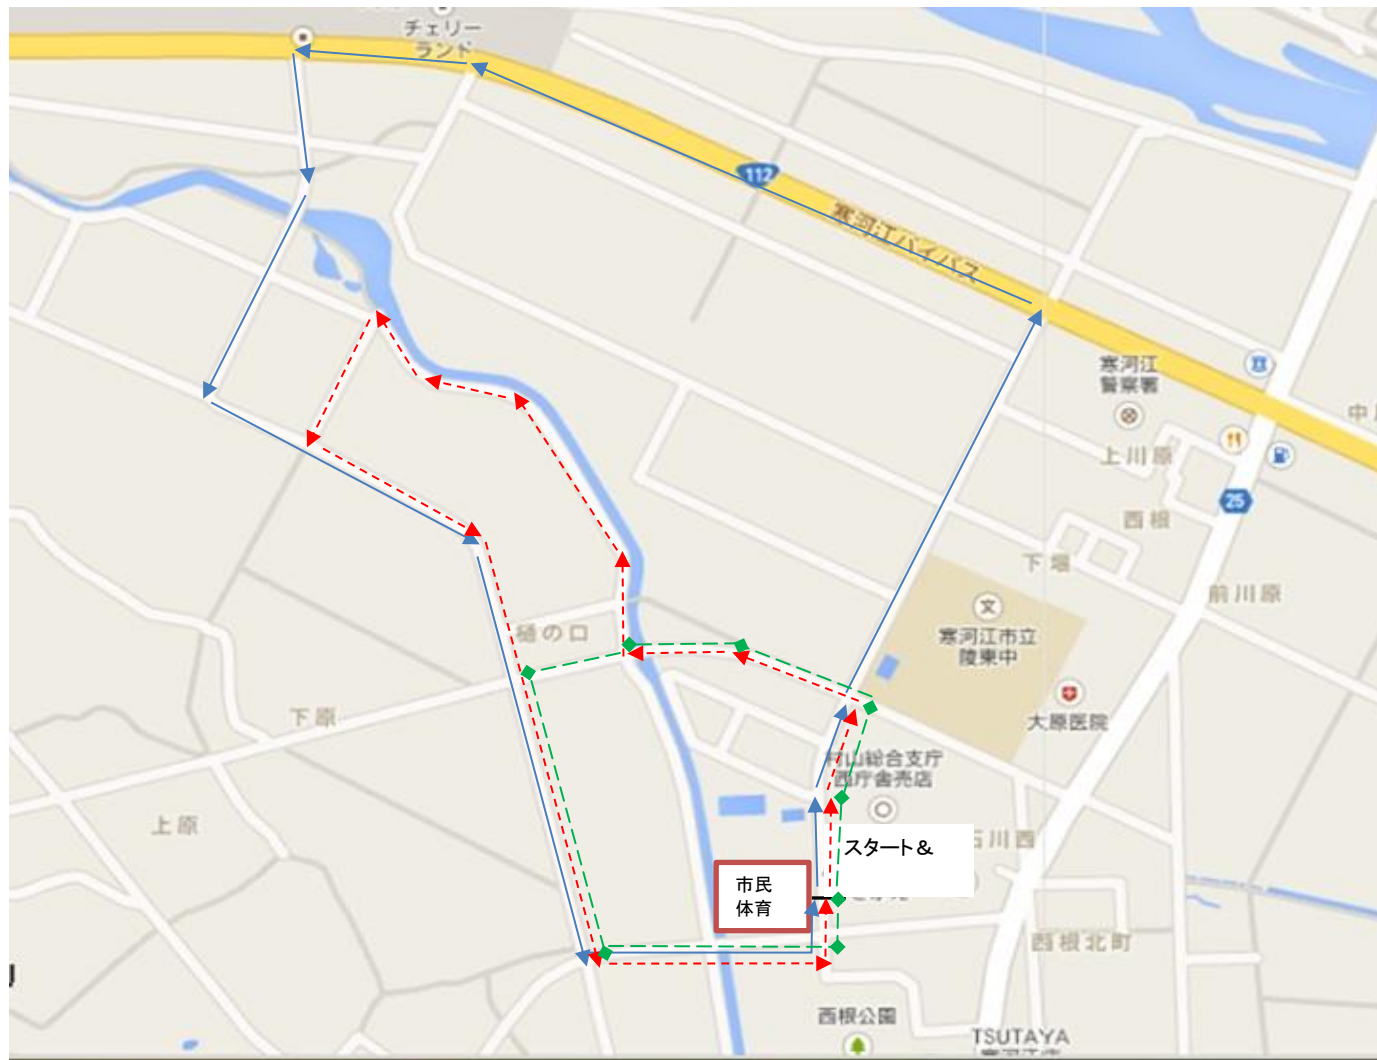 チェリー
ランド
112
寒河江バイパス
寒河江
警察署
中
上川原
25
西根
下堰
前川原
寒河江市立
陵東中
樋の口
大原医院
下原
村山総合支庁
西庁舎売店
上原
スタート＆
石川西
市民
体育
西根北町
西根公園
TSUTAYA